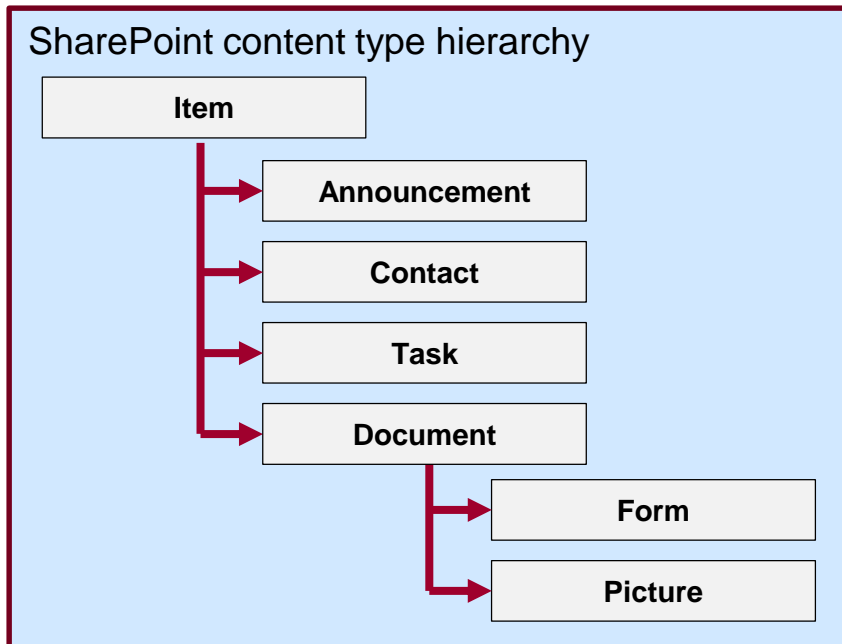 SharePoint content type hierarchy
Item
Announcement
Contact
Task
Document
Form
Picture